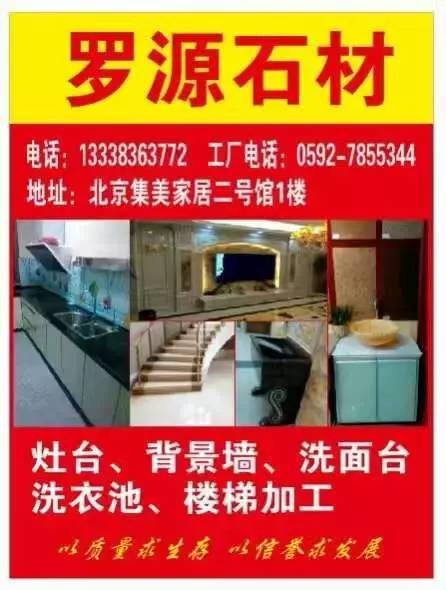 罗源石材
电话：13338363772 工厂电话：0592-7855344
地址：北京集美家居二号馆1楼
灶台、背景墙、洗面台
洗衣池、楼梯加工
以质量求生存 以信誉求发展